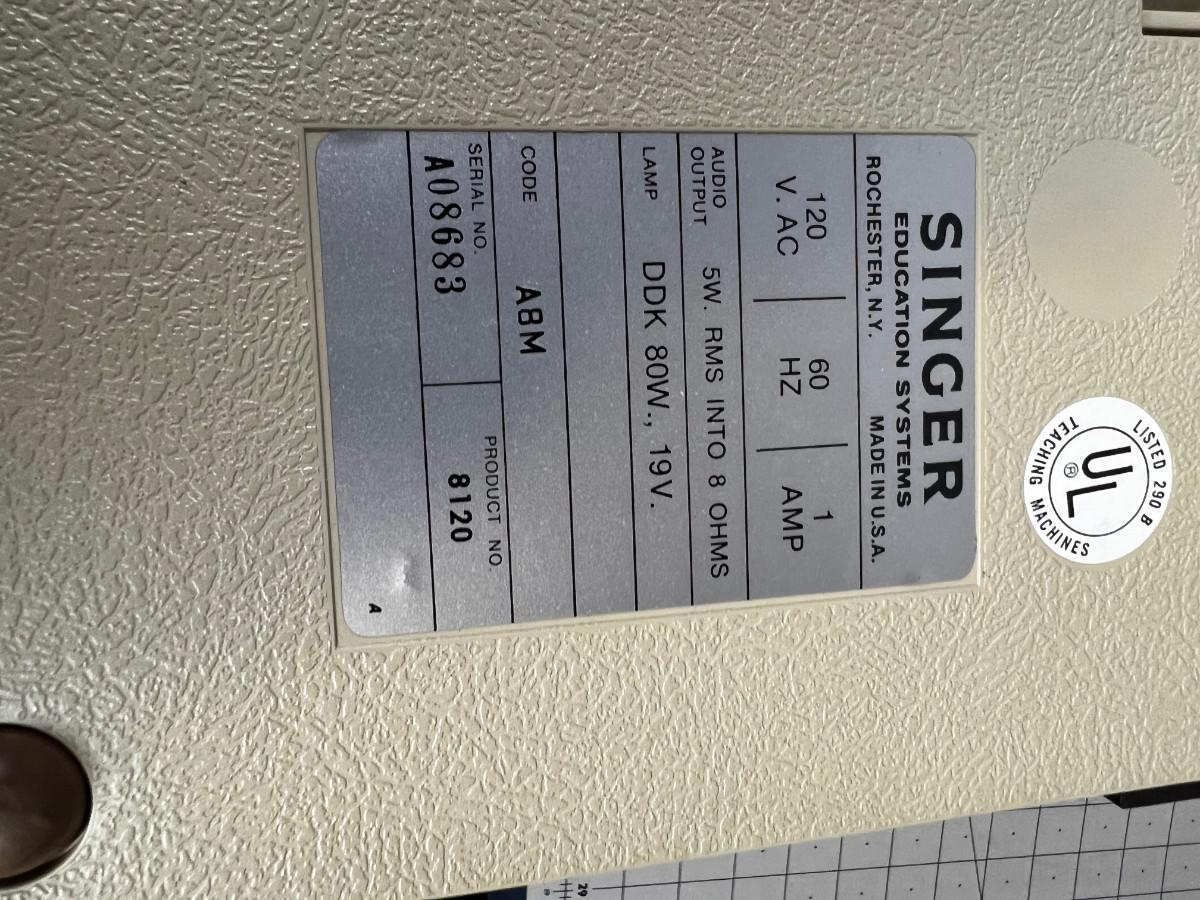 SINGER
EDUCATION SYSTEMS
ROCHESTER, N.Y. MADE IN U.S.A.
120 V. AC
60 HZ
1 AMP
AUDIO OUTPUT 5W. RMS INTO 8 OHMS
LAMP DDK 80W., 19V.
CODE ABM
SERIAL NO. A08683
PRODUCT NO. 8120
A
LISTED 290 B
UL ®
TEACHING MACHINES
29